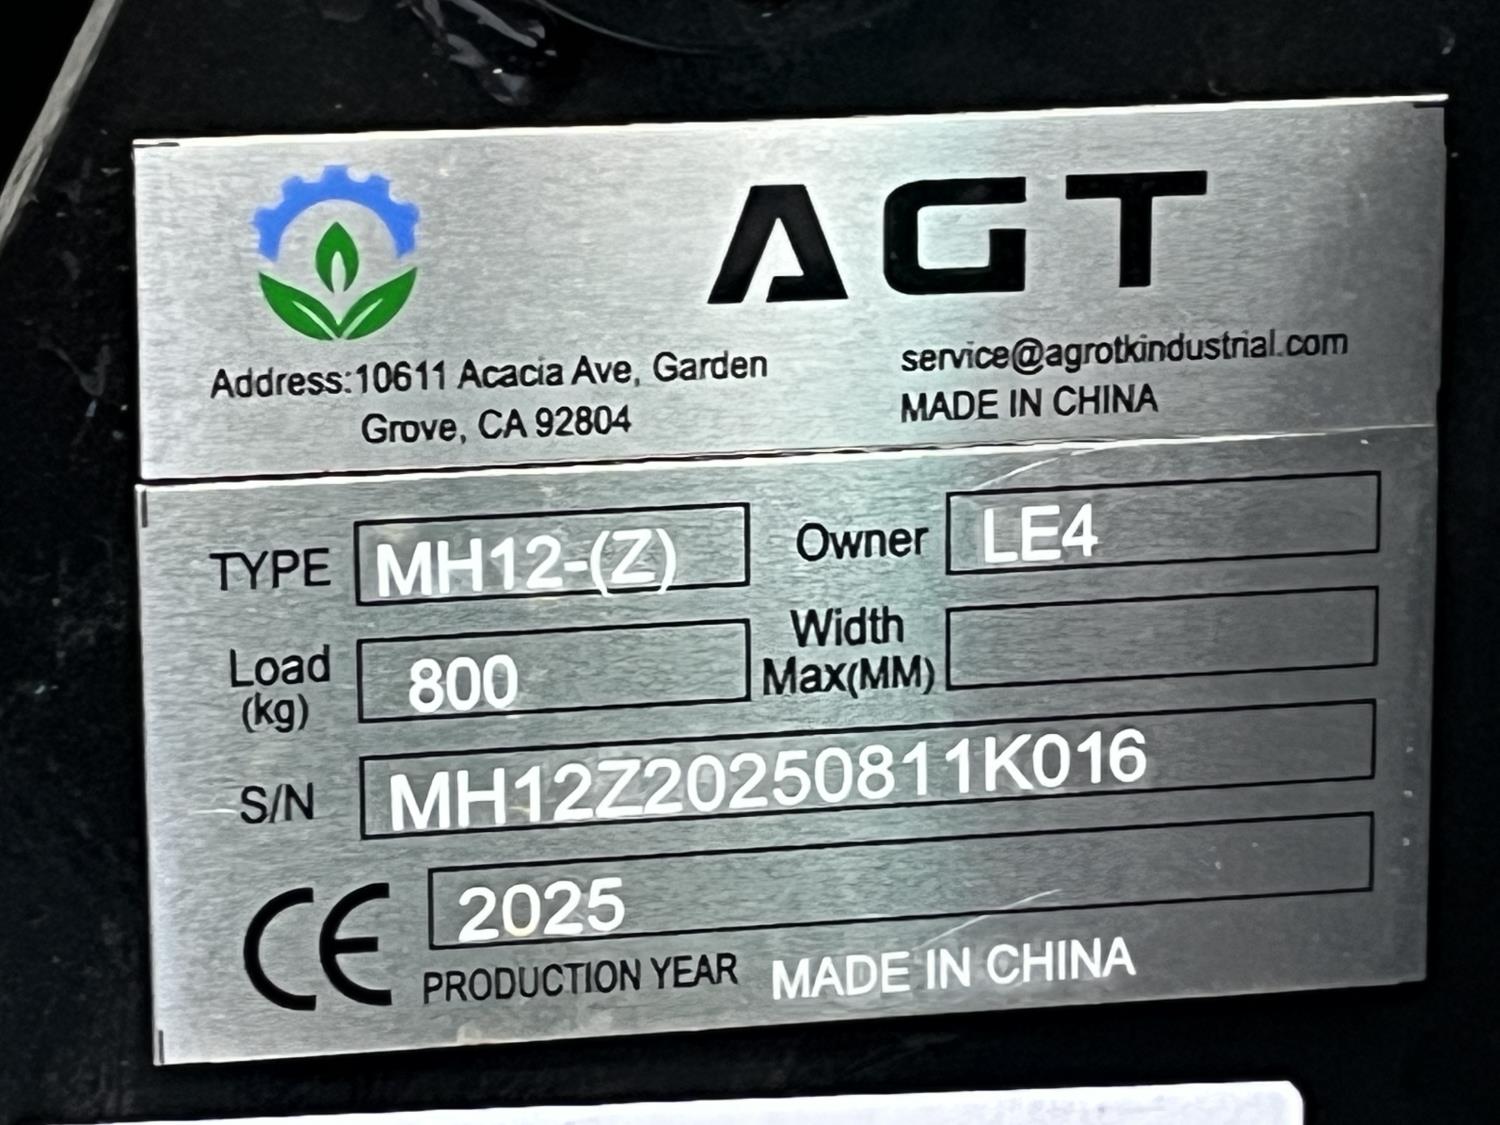 AGT
Address:10611 Acacia Ave, Garden
Grove, CA 92804
service@agrotkindustrial.com
MADE IN CHINA
TYPE MH12-(Z) Owner LE4
Load (kg) 800 Width Max(MM)
S/N MH12Z20250811K016
CE 2025
PRODUCTION YEAR MADE IN CHINA